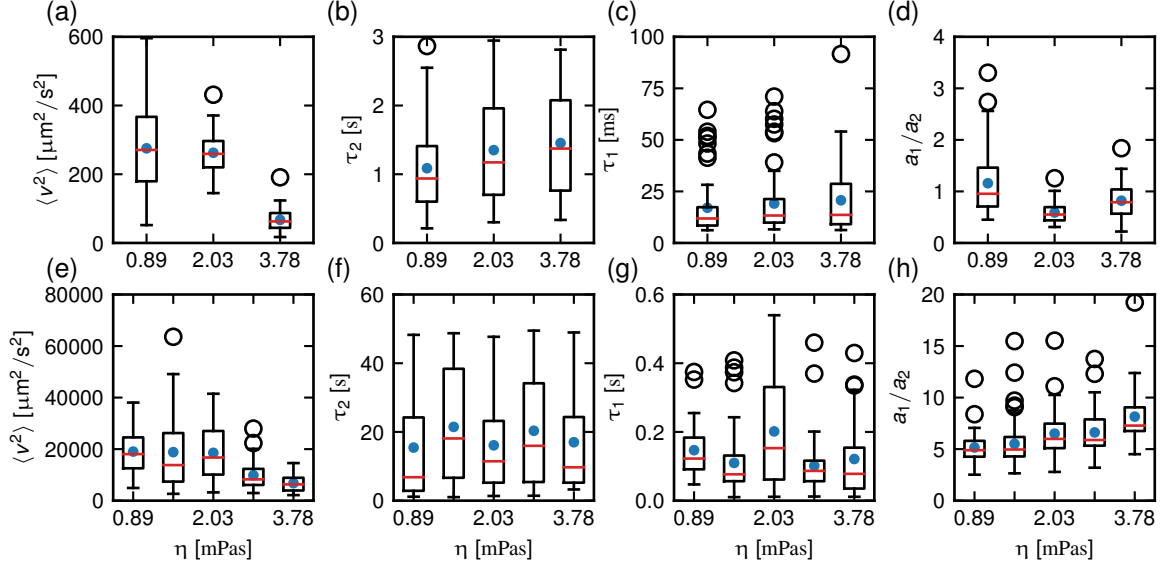 (a)
⟨v²⟩ [μm²/s²]
600
400
200
0
0.89 2.03 3.78
(b)
τ₂ [s]
3
2
1
0
0.89 2.03 3.78
(c)
τ₁ [ms]
100
75
50
25
0
0.89 2.03 3.78
(d)
a₁/a₂
4
3
2
1
0
0.89 2.03 3.78
(e)
⟨v²⟩ [μm²/s²]
80000
60000
40000
20000
0
0.89 2.03 3.78
η [mPas]
(f)
τ₂ [s]
60
40
20
0
0.89 2.03 3.78
η [mPas]
(g)
τ₁ [s]
0.6
0.4
0.2
0.0
0.89 2.03 3.78
η [mPas]
(h)
a₁/a₂
20
15
10
5
0
0.89 2.03 3.78
η [mPas]